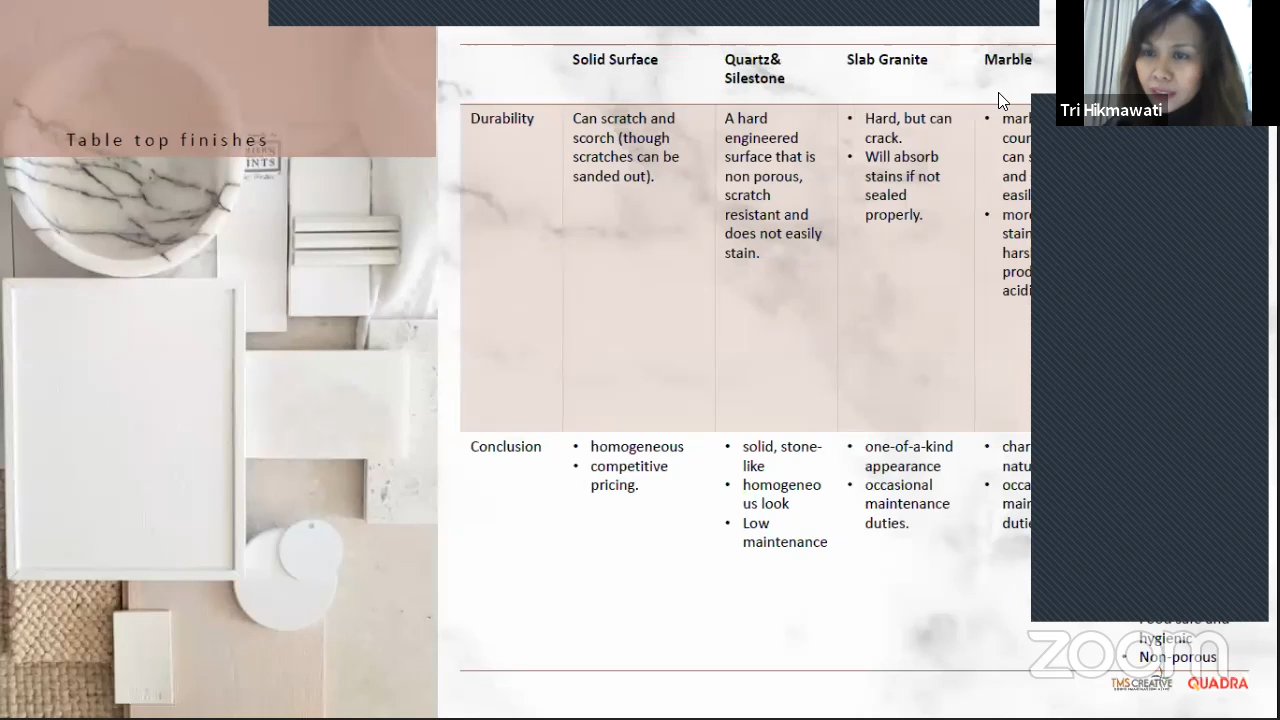 Table top finishes
Solid Surface
Quartz&
Silestone
Slab Granite
Marble
Tri Hikmawati
Durability
Can scratch and
scorch (though
scratches can be
sanded out).
A hard
engineered
surface that is
non porous,
scratch
resistant and
does not easily
stain.
• Hard, but can
crack.
• Will absorb
stains if not
sealed
properly.
Conclusion
• homogeneous
• competitive
pricing.
• solid, stone-
like
• homogeneo
us look
• Low
maintenance
• one-of-a-kind
appearance
• occasional
maintenance
duties.
hygienic
• Non-porous
zoom
TMS CREATIVE
QUADRA